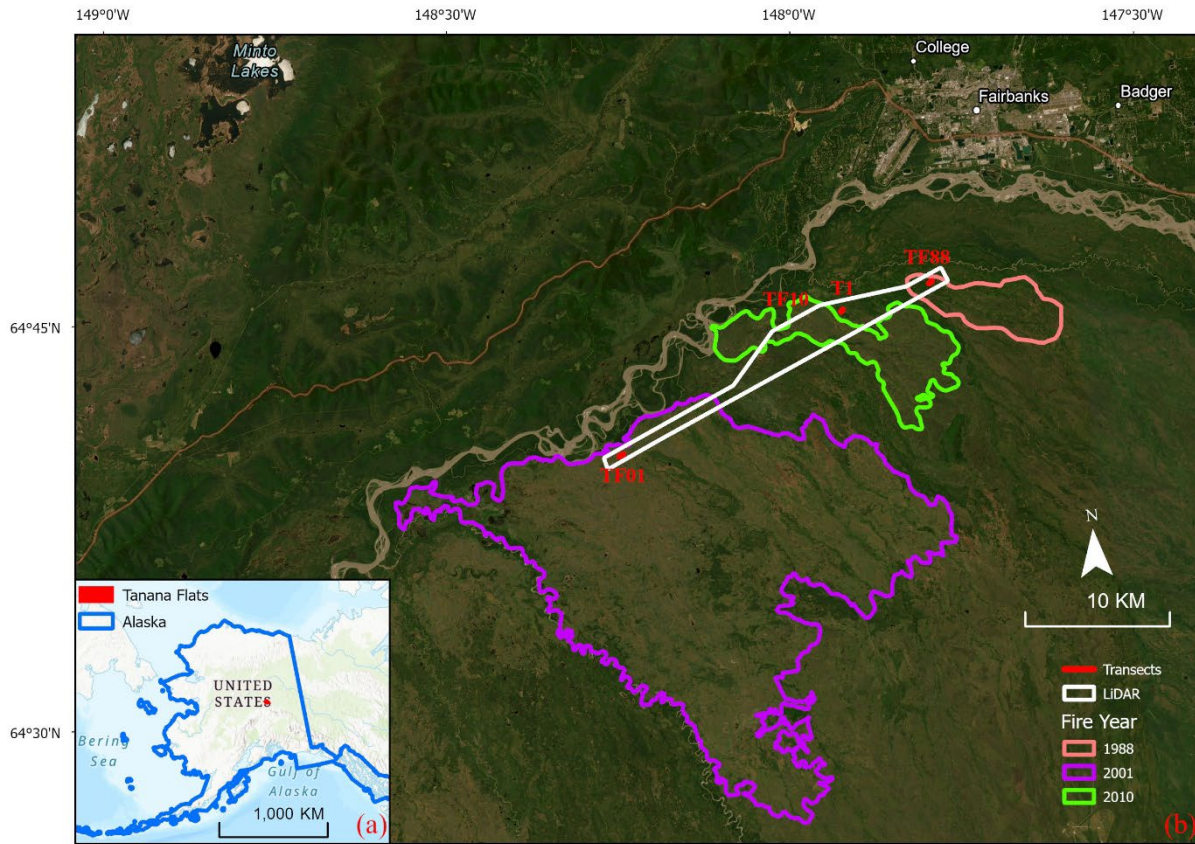 149°0'W
148°30'W
148°0'W
147°30'W
Minto
Lakes
College
Fairbanks
Badger
TF88
TF10
T1
64°45'N
TF01
N
10 KM
Transects
LiDAR
Fire Year
1988
2001
2010
64°30'N
Tanana Flats
Alaska
UNITED
STATES
Bering
Sea
Gulf of
Alaska
1,000 KM
(a)
(b)